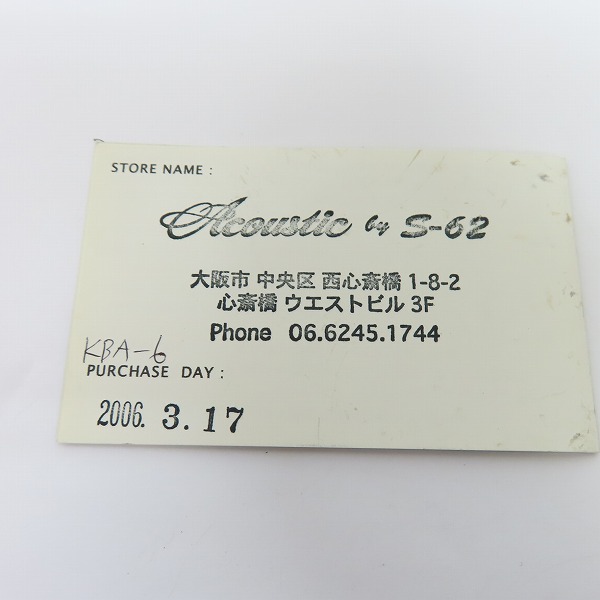 STORE NAME :
Acoustic by S-62
大阪市 中央区 西心斎橋 1-8-2
心斎橋 ウエストビル 3F
Phone 06.6245.1744
KBA-6
PURCHASE DAY :
2006. 3.17